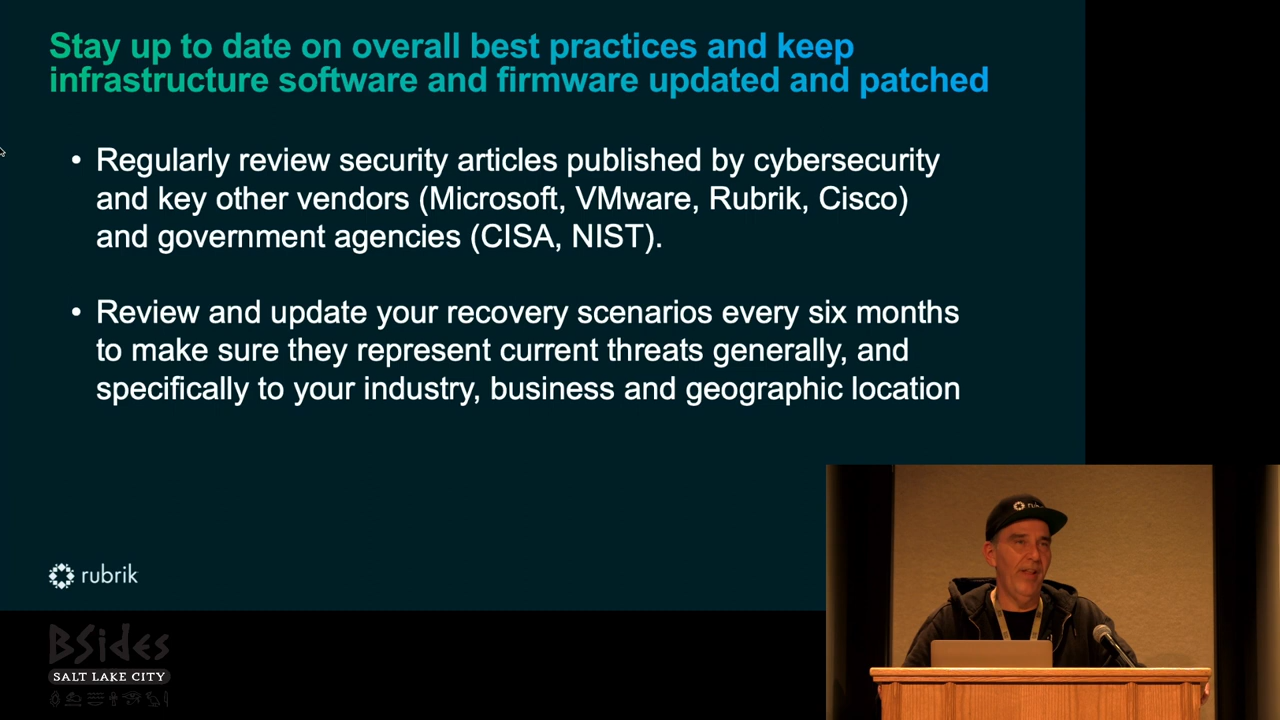 Stay up to date on overall best practices and keep
infrastructure software and firmware updated and patched
• Regularly review security articles published by cybersecurity
and key other vendors (Microsoft, VMware, Rubrik, Cisco)
and government agencies (CISA, NIST).
• Review and update your recovery scenarios every six months
to make sure they represent current threats generally, and
specifically to your industry, business and geographic location
rubrik
BSides
SALT LAKE CITY